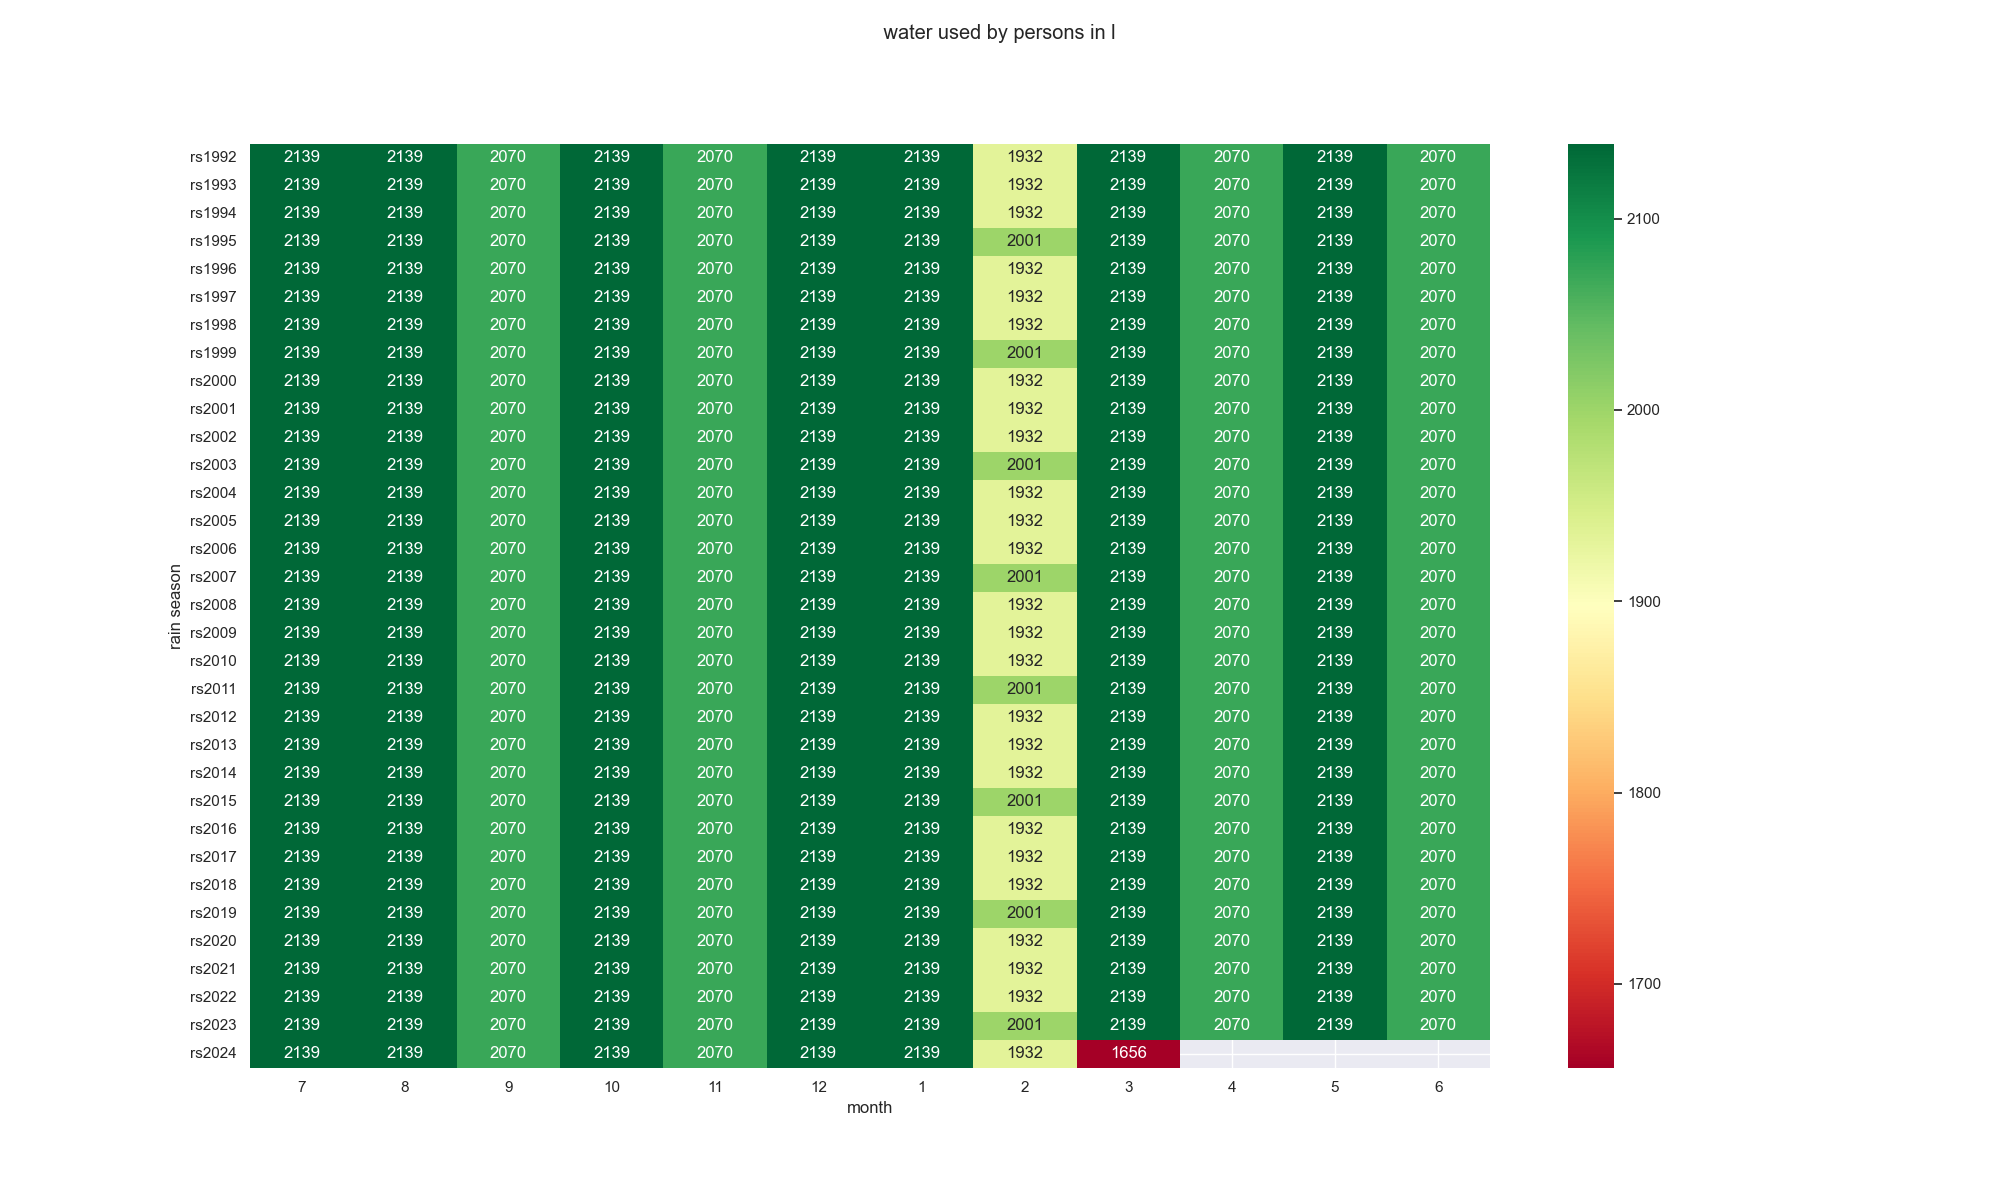 water used by persons in l
rs1992 2139 2139 2070 2139 2070 2139 2139 1932 2139 2070 2139 2070
rs1993 2139 2139 2070 2139 2070 2139 2139 1932 2139 2070 2139 2070
rs1994 2139 2139 2070 2139 2070 2139 2139 1932 2139 2070 2139 2070
rs1995 2139 2139 2070 2139 2070 2139 2139 2001 2139 2070 2139 2070
rs1996 2139 2139 2070 2139 2070 2139 2139 1932 2139 2070 2139 2070
rs1997 2139 2139 2070 2139 2070 2139 2139 1932 2139 2070 2139 2070
rs1998 2139 2139 2070 2139 2070 2139 2139 1932 2139 2070 2139 2070
rs1999 2139 2139 2070 2139 2070 2139 2139 2001 2139 2070 2139 2070
rs2000 2139 2139 2070 2139 2070 2139 2139 1932 2139 2070 2139 2070
rs2001 2139 2139 2070 2139 2070 2139 2139 1932 2139 2070 2139 2070
rs2002 2139 2139 2070 2139 2070 2139 2139 1932 2139 2070 2139 2070
rs2003 2139 2139 2070 2139 2070 2139 2139 2001 2139 2070 2139 2070
rs2004 2139 2139 2070 2139 2070 2139 2139 1932 2139 2070 2139 2070
rs2005 2139 2139 2070 2139 2070 2139 2139 1932 2139 2070 2139 2070
rs2006 2139 2139 2070 2139 2070 2139 2139 1932 2139 2070 2139 2070
rs2007 2139 2139 2070 2139 2070 2139 2139 2001 2139 2070 2139 2070
rs2008 2139 2139 2070 2139 2070 2139 2139 1932 2139 2070 2139 2070
rs2009 2139 2139 2070 2139 2070 2139 2139 1932 2139 2070 2139 2070
rs2010 2139 2139 2070 2139 2070 2139 2139 1932 2139 2070 2139 2070
rs2011 2139 2139 2070 2139 2070 2139 2139 2001 2139 2070 2139 2070
rs2012 2139 2139 2070 2139 2070 2139 2139 1932 2139 2070 2139 2070
rs2013 2139 2139 2070 2139 2070 2139 2139 1932 2139 2070 2139 2070
rs2014 2139 2139 2070 2139 2070 2139 2139 1932 2139 2070 2139 2070
rs2015 2139 2139 2070 2139 2070 2139 2139 2001 2139 2070 2139 2070
rs2016 2139 2139 2070 2139 2070 2139 2139 1932 2139 2070 2139 2070
rs2017 2139 2139 2070 2139 2070 2139 2139 1932 2139 2070 2139 2070
rs2018 2139 2139 2070 2139 2070 2139 2139 1932 2139 2070 2139 2070
rs2019 2139 2139 2070 2139 2070 2139 2139 2001 2139 2070 2139 2070
rs2020 2139 2139 2070 2139 2070 2139 2139 1932 2139 2070 2139 2070
rs2021 2139 2139 2070 2139 2070 2139 2139 1932 2139 2070 2139 2070
rs2022 2139 2139 2070 2139 2070 2139 2139 1932 2139 2070 2139 2070
rs2023 2139 2139 2070 2139 2070 2139 2139 2001 2139 2070 2139 2070
rs2024 2139 2139 2070 2139 2070 2139 2139 1932 1656
7 8 9 10 11 12 1 2 3 4 5 6
month
rain season
2100
2000
1900
1800
1700